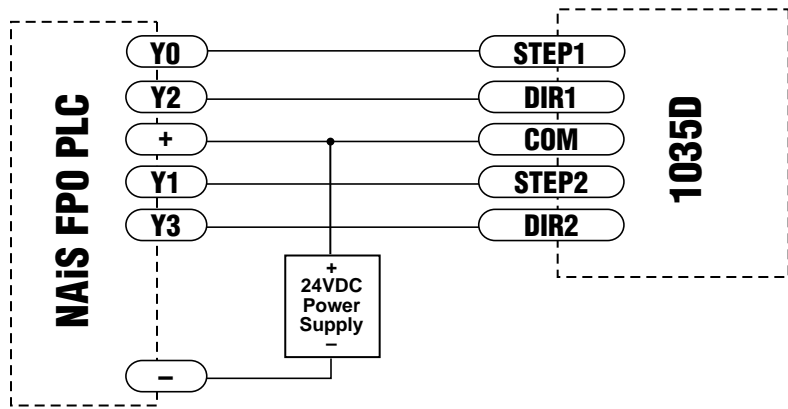 NAiS FP0 PLC
Y0
STEP1
Y2
DIR1
+
COM
Y1
STEP2
Y3
DIR2
1035D
+
24VDC
Power
Supply
–
–